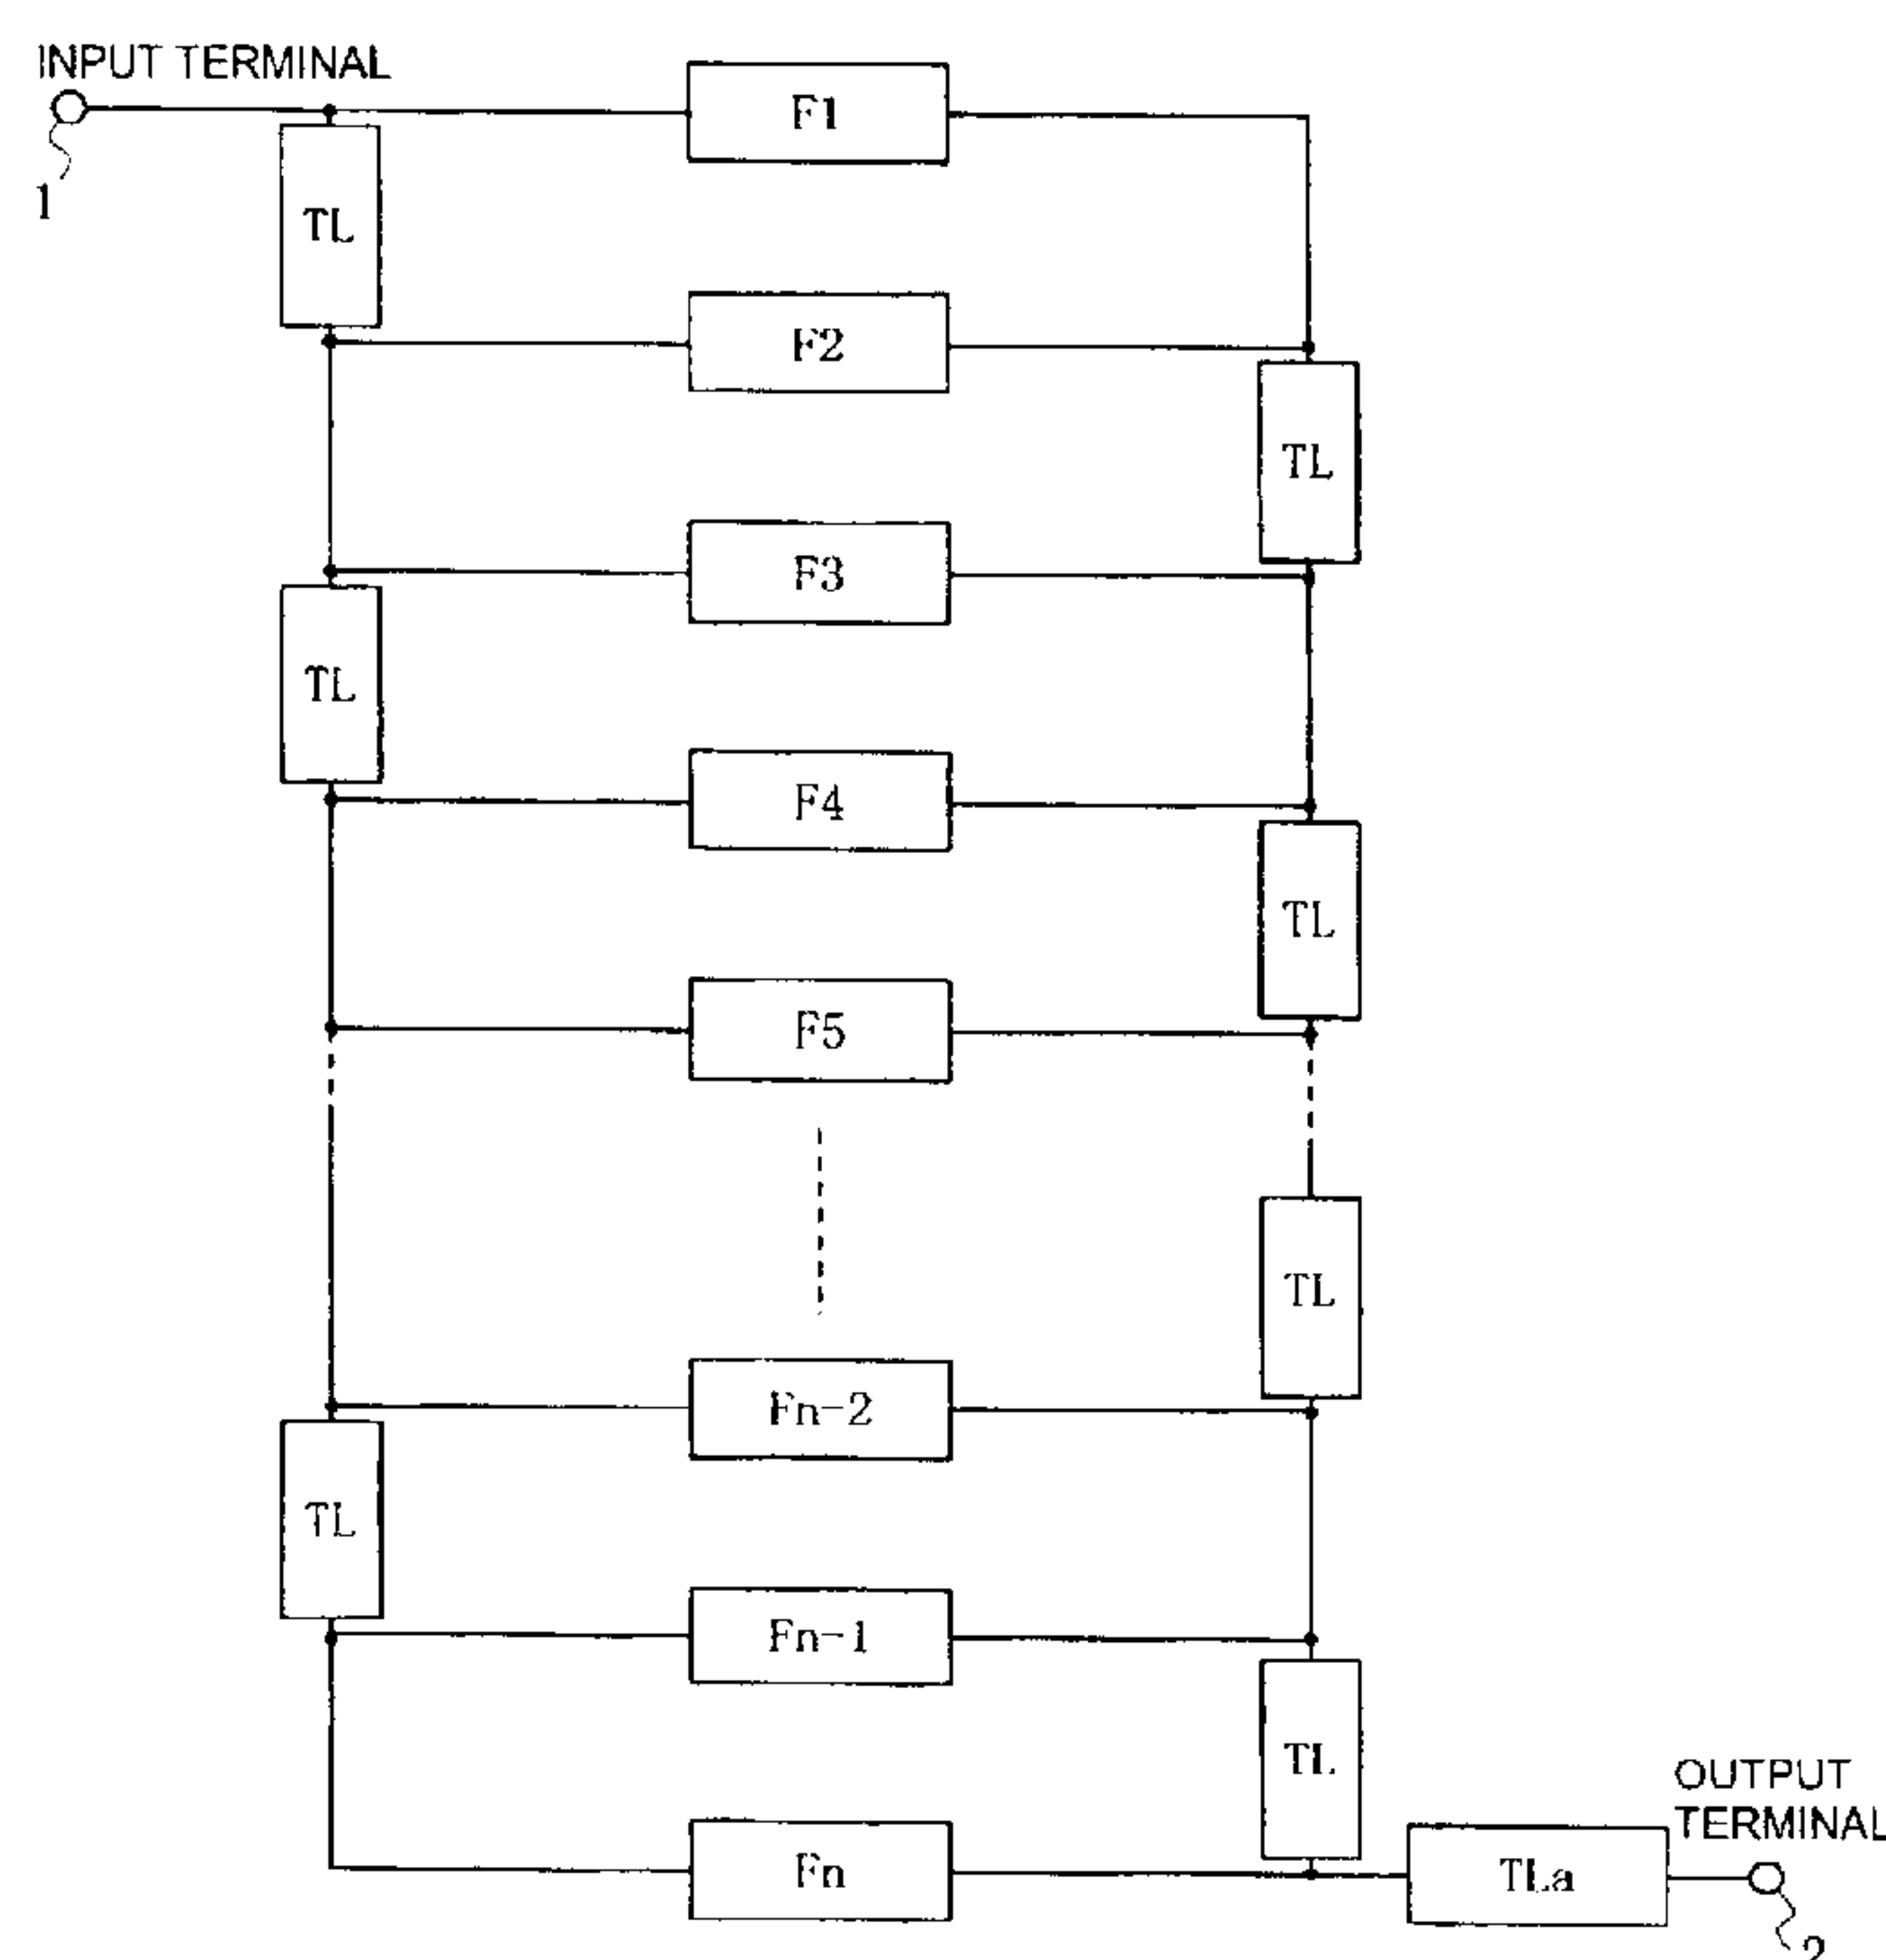 INPUT TERMINAL
1
F1
TL
F2
TL
F3
TL
F4
TL
F5
TL
Fn-2
TL
Fn-1
TL
OUTPUT
TERMINAL
Fn
TLa
2